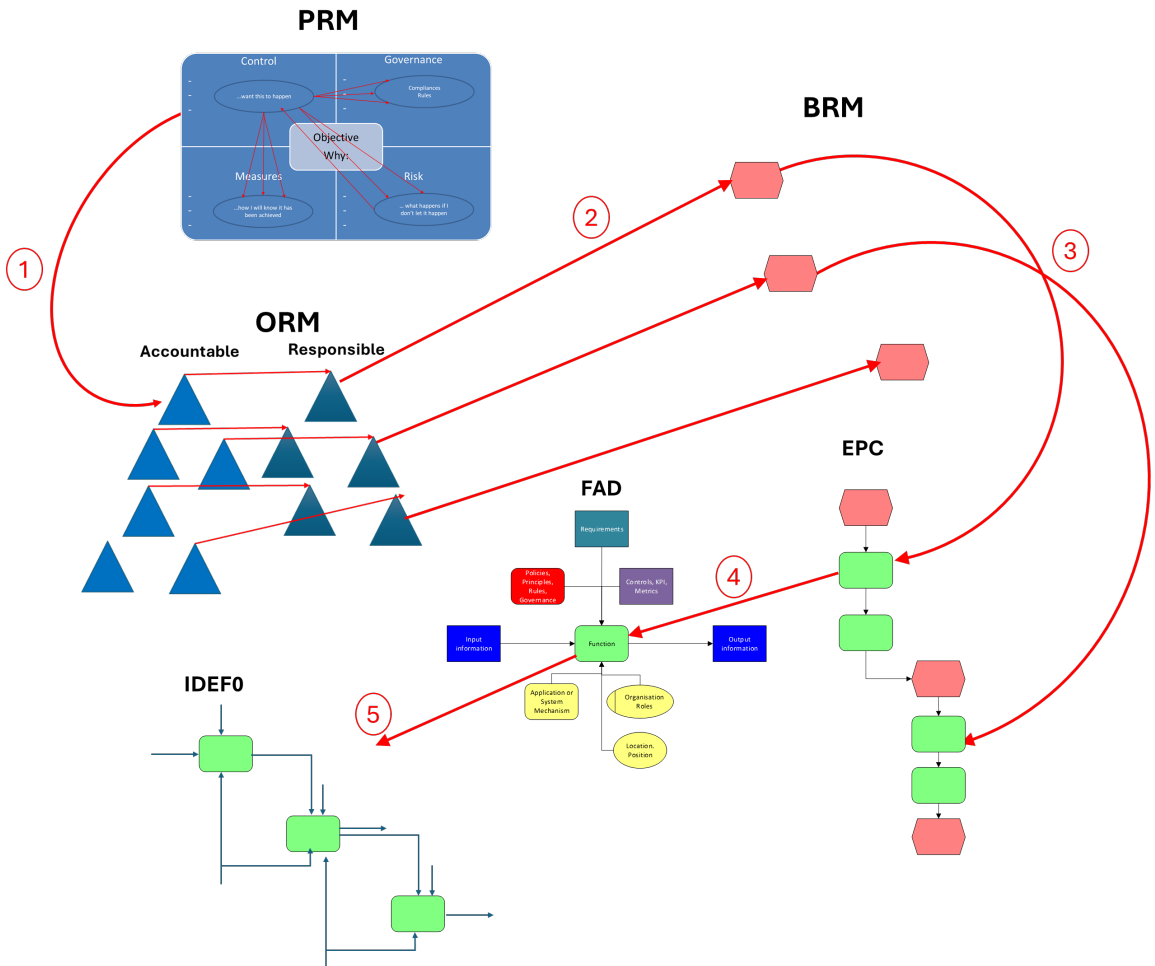 PRM
Control
Governance
...want this to happen
Compliances
Rules
Objective
Why:
Measures
Risk
...how I will know it has
been achieved
... what happens if I
don't let it happen
BRM
1
2
3
ORM
Accountable
Responsible
EPC
FAD
Requirements
Policies,
Principles,
Rules,
Governance
Controls, KPI,
Metrics
4
Input
information
Function
Output
information
Application or
System
Mechanism
Organisation
Roles
Location.
Position
IDEF0
5